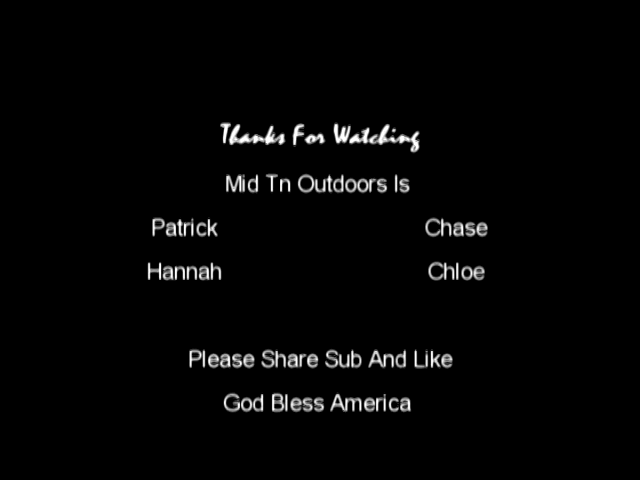 Thanks For Watching
Mid Tn Outdoors Is
Patrick Chase
Hannah Chloe
Please Share Sub And Like
God Bless America